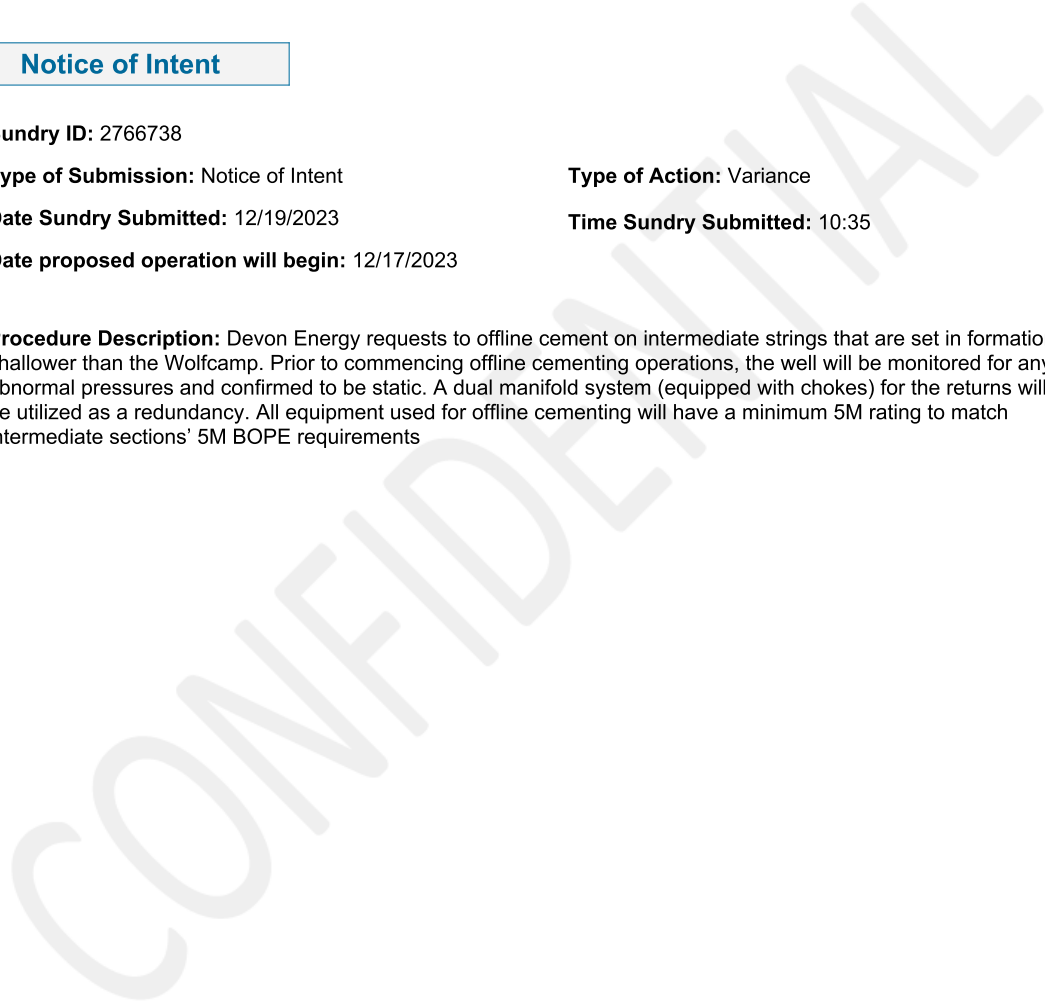 Notice of Intent
undry ID: 2766738
ype of Submission: Notice of Intent
Type of Action: Variance
ate Sundry Submitted: 12/19/2023
Time Sundry Submitted: 10:35
ate proposed operation will begin: 12/17/2023
rocedure Description: Devon Energy requests to offline cement on intermediate strings that are set in formatio
hallower than the Wolfcamp. Prior to commencing offline cementing operations, the well will be monitored for any
bnormal pressures and confirmed to be static. A dual manifold system (equipped with chokes) for the returns will
e utilized as a redundancy. All equipment used for offline cementing will have a minimum 5M rating to match
ntermediate sections’ 5M BOPE requirements
CONFIDENTIAL